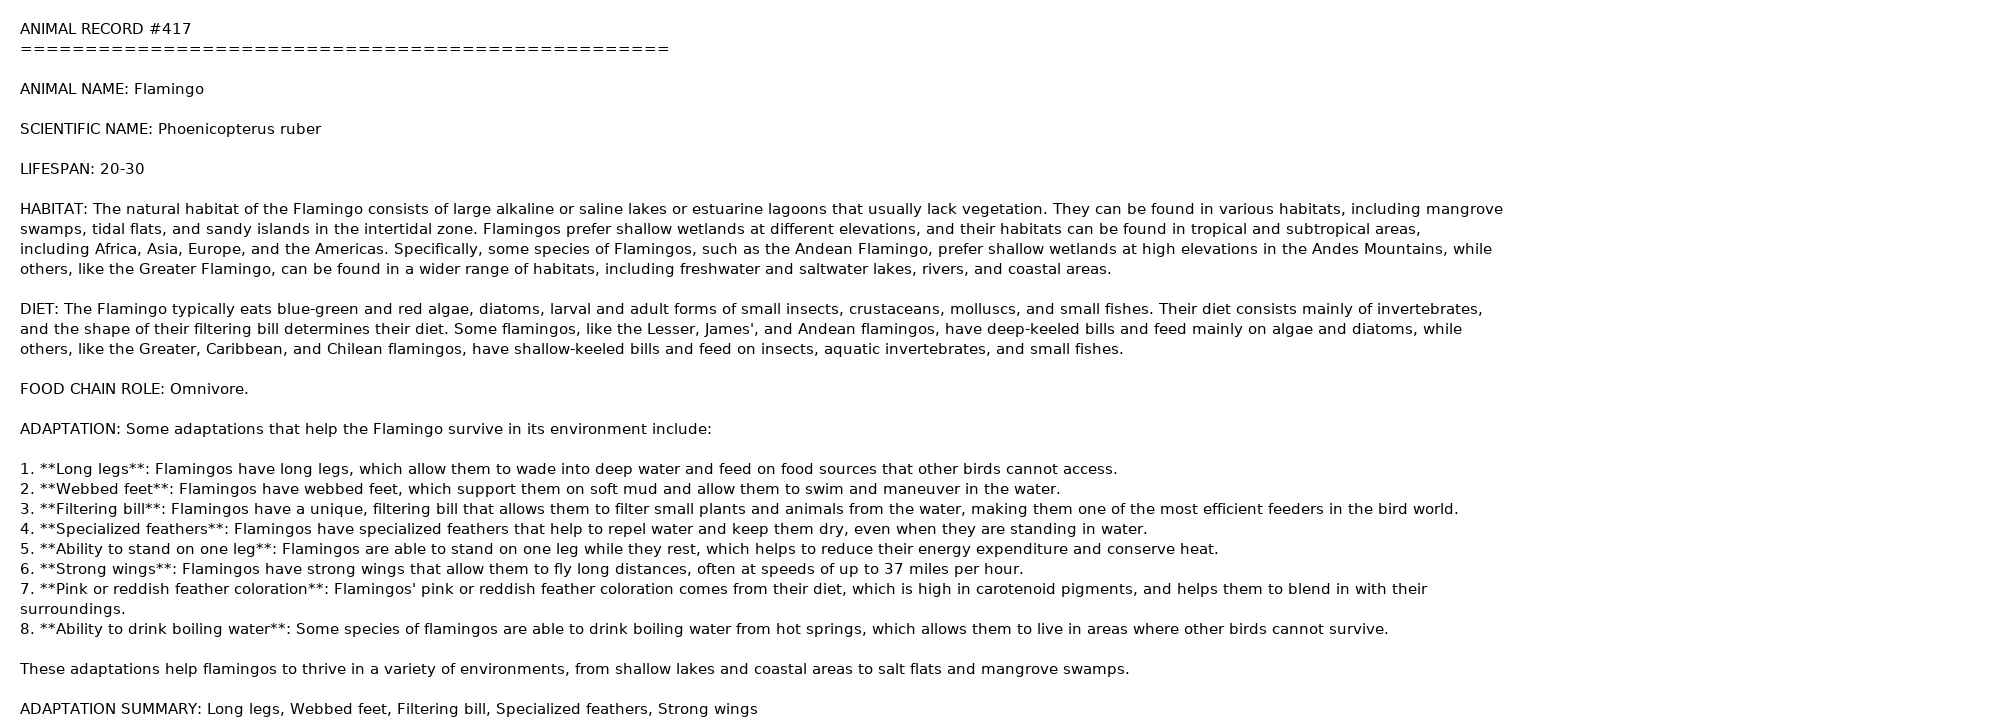 ANIMAL RECORD #417
==================================================
ANIMAL NAME: Flamingo
SCIENTIFIC NAME: Phoenicopterus ruber
LIFESPAN: 20-30
HABITAT: The natural habitat of the Flamingo consists of large alkaline or saline lakes or estuarine lagoons that usually lack vegetation. They can be found in various habitats, including mangrove
swamps, tidal flats, and sandy islands in the intertidal zone. Flamingos prefer shallow wetlands at different elevations, and their habitats can be found in tropical and subtropical areas,
including Africa, Asia, Europe, and the Americas. Specifically, some species of Flamingos, such as the Andean Flamingo, prefer shallow wetlands at high elevations in the Andes Mountains, while
others, like the Greater Flamingo, can be found in a wider range of habitats, including freshwater and saltwater lakes, rivers, and coastal areas.
DIET: The Flamingo typically eats blue-green and red algae, diatoms, larval and adult forms of small insects, crustaceans, molluscs, and small fishes. Their diet consists mainly of invertebrates,
and the shape of their filtering bill determines their diet. Some flamingos, like the Lesser, James', and Andean flamingos, have deep-keeled bills and feed mainly on algae and diatoms, while
others, like the Greater, Caribbean, and Chilean flamingos, have shallow-keeled bills and feed on insects, aquatic invertebrates, and small fishes.
FOOD CHAIN ROLE: Omnivore.
ADAPTATION: Some adaptations that help the Flamingo survive in its environment include:
1. **Long legs**: Flamingos have long legs, which allow them to wade into deep water and feed on food sources that other birds cannot access.
2. **Webbed feet**: Flamingos have webbed feet, which support them on soft mud and allow them to swim and maneuver in the water.
3. **Filtering bill**: Flamingos have a unique, filtering bill that allows them to filter small plants and animals from the water, making them one of the most efficient feeders in the bird world.
4. **Specialized feathers**: Flamingos have specialized feathers that help to repel water and keep them dry, even when they are standing in water.
5. **Ability to stand on one leg**: Flamingos are able to stand on one leg while they rest, which helps to reduce their energy expenditure and conserve heat.
6. **Strong wings**: Flamingos have strong wings that allow them to fly long distances, often at speeds of up to 37 miles per hour.
7. **Pink or reddish feather coloration**: Flamingos' pink or reddish feather coloration comes from their diet, which is high in carotenoid pigments, and helps them to blend in with their
surroundings.
8. **Ability to drink boiling water**: Some species of flamingos are able to drink boiling water from hot springs, which allows them to live in areas where other birds cannot survive.
These adaptations help flamingos to thrive in a variety of environments, from shallow lakes and coastal areas to salt flats and mangrove swamps.
ADAPTATION SUMMARY: Long legs, Webbed feet, Filtering bill, Specialized feathers, Strong wings